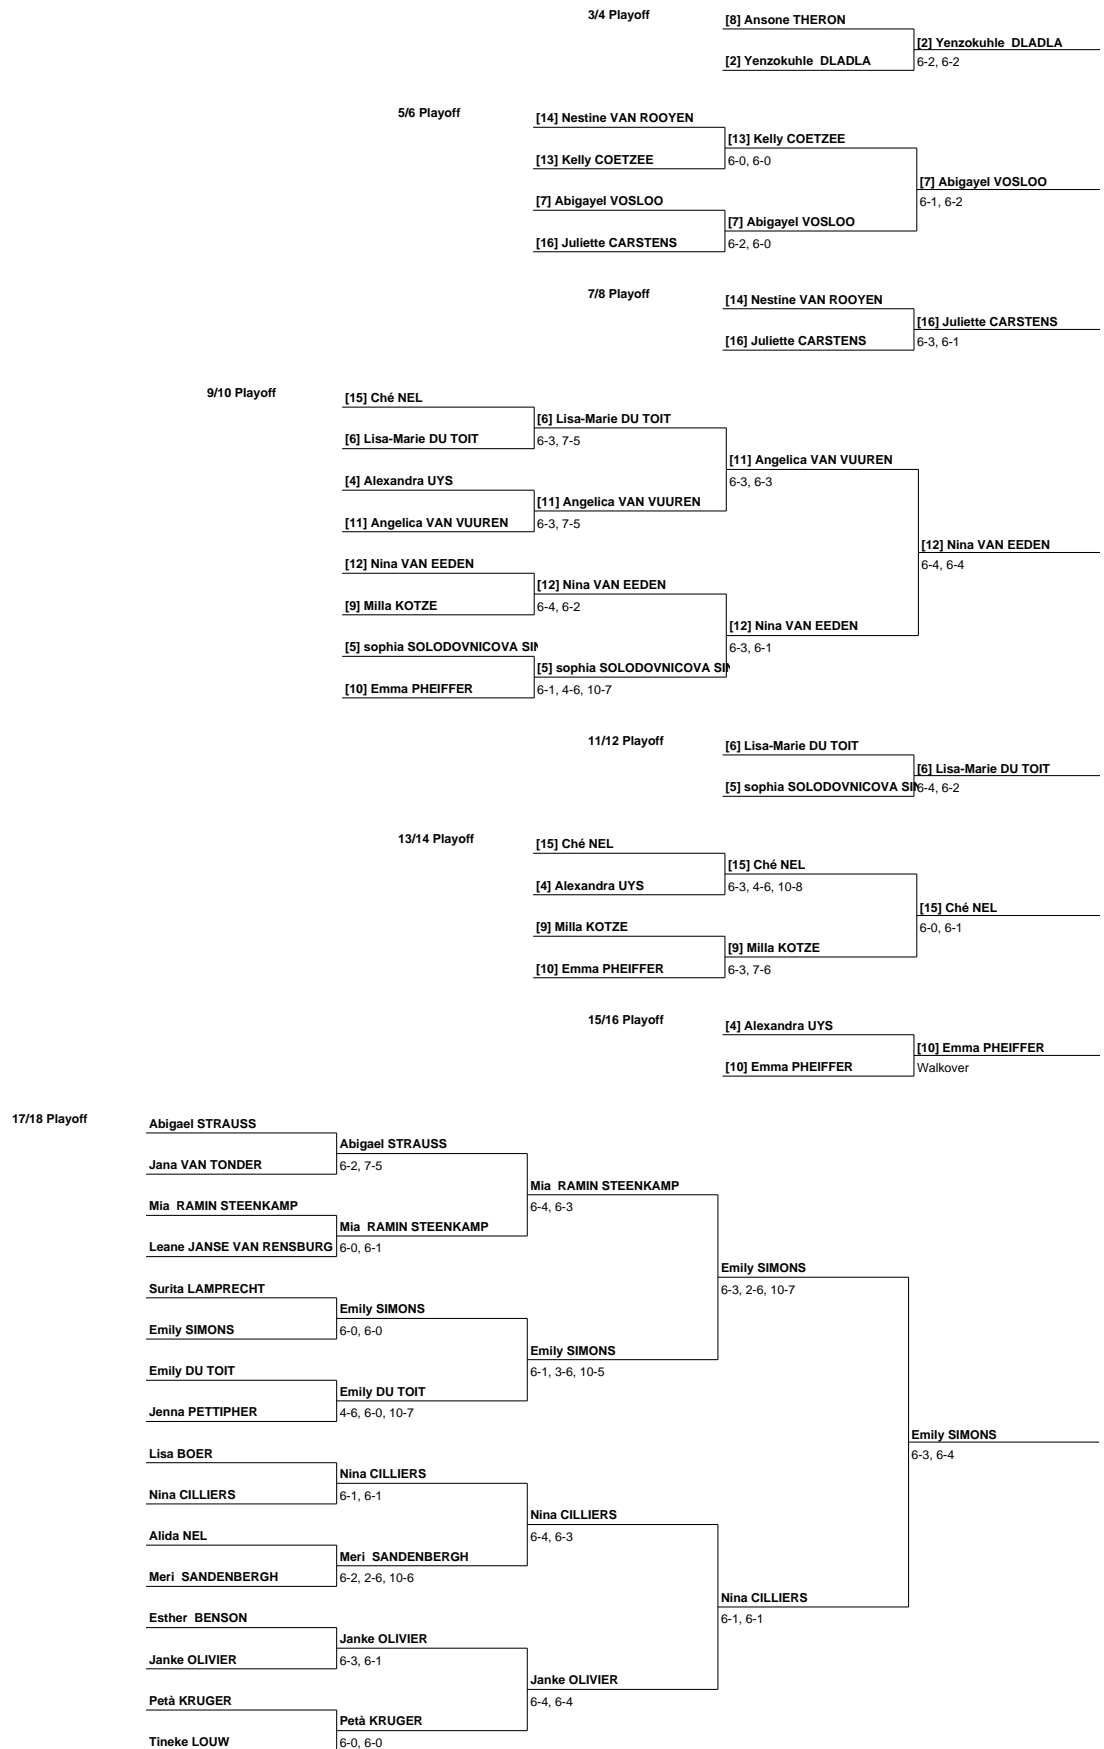 3/4 Playoff
[8] Ansone THERON
[2] Yenzokuhle  DLADLA
[2] Yenzokuhle  DLADLA
6-2, 6-2
5/6 Playoff
[14] Nestine VAN ROOYEN
[13] Kelly COETZEE
[13] Kelly COETZEE
6-0, 6-0
[7] Abigayel VOSLOO
6-1, 6-2
[7] Abigayel VOSLOO
[7] Abigayel VOSLOO
[16] Juliette CARSTENS
6-2, 6-0
7/8 Playoff
[14] Nestine VAN ROOYEN
[16] Juliette CARSTENS
[16] Juliette CARSTENS
6-3, 6-1
9/10 Playoff
[15] Ché NEL
[6] Lisa-Marie DU TOIT
[6] Lisa-Marie DU TOIT
6-3, 7-5
[11] Angelica VAN VUUREN
6-3, 6-3
[4] Alexandra UYS
[11] Angelica VAN VUUREN
[11] Angelica VAN VUUREN
6-3, 7-5
[12] Nina VAN EEDEN
6-4, 6-4
[12] Nina VAN EEDEN
[12] Nina VAN EEDEN
[9] Milla KOTZE
6-4, 6-2
[12] Nina VAN EEDEN
6-3, 6-1
[5] sophia SOLODOVNICOVA SIN
[5] sophia SOLODOVNICOVA SIN
[10] Emma PHEIFFER
6-1, 4-6, 10-7
11/12 Playoff
[6] Lisa-Marie DU TOIT
[6] Lisa-Marie DU TOIT
[5] sophia SOLODOVNICOVA SIN
6-4, 6-2
13/14 Playoff
[15] Ché NEL
[15] Ché NEL
[4] Alexandra UYS
6-3, 4-6, 10-8
[15] Ché NEL
6-0, 6-1
[9] Milla KOTZE
[9] Milla KOTZE
[10] Emma PHEIFFER
6-3, 7-6
15/16 Playoff
[4] Alexandra UYS
[10] Emma PHEIFFER
[10] Emma PHEIFFER
Walkover
17/18 Playoff
Abigael STRAUSS
Abigael STRAUSS
Jana VAN TONDER
6-2, 7-5
Mia  RAMIN STEENKAMP
6-4, 6-3
Mia  RAMIN STEENKAMP
Mia  RAMIN STEENKAMP
Leane JANSE VAN RENSBURG
6-0, 6-1
Emily SIMONS
6-3, 2-6, 10-7
Surita LAMPRECHT
Emily SIMONS
Emily SIMONS
6-0, 6-0
Emily SIMONS
6-1, 3-6, 10-5
Emily DU TOIT
Emily DU TOIT
Jenna PETTIPHER
4-6, 6-0, 10-7
Emily SIMONS
6-3, 6-4
Lisa BOER
Nina CILLIERS
Nina CILLIERS
6-1, 6-1
Nina CILLIERS
6-4, 6-3
Alida NEL
Meri  SANDENBERGH
Meri  SANDENBERGH
6-2, 2-6, 10-6
Nina CILLIERS
6-1, 6-1
Esther  BENSON
Janke OLIVIER
Janke OLIVIER
6-3, 6-1
Janke OLIVIER
6-4, 6-4
Petà KRUGER
Petà KRUGER
Tineke LOUW
6-0, 6-0